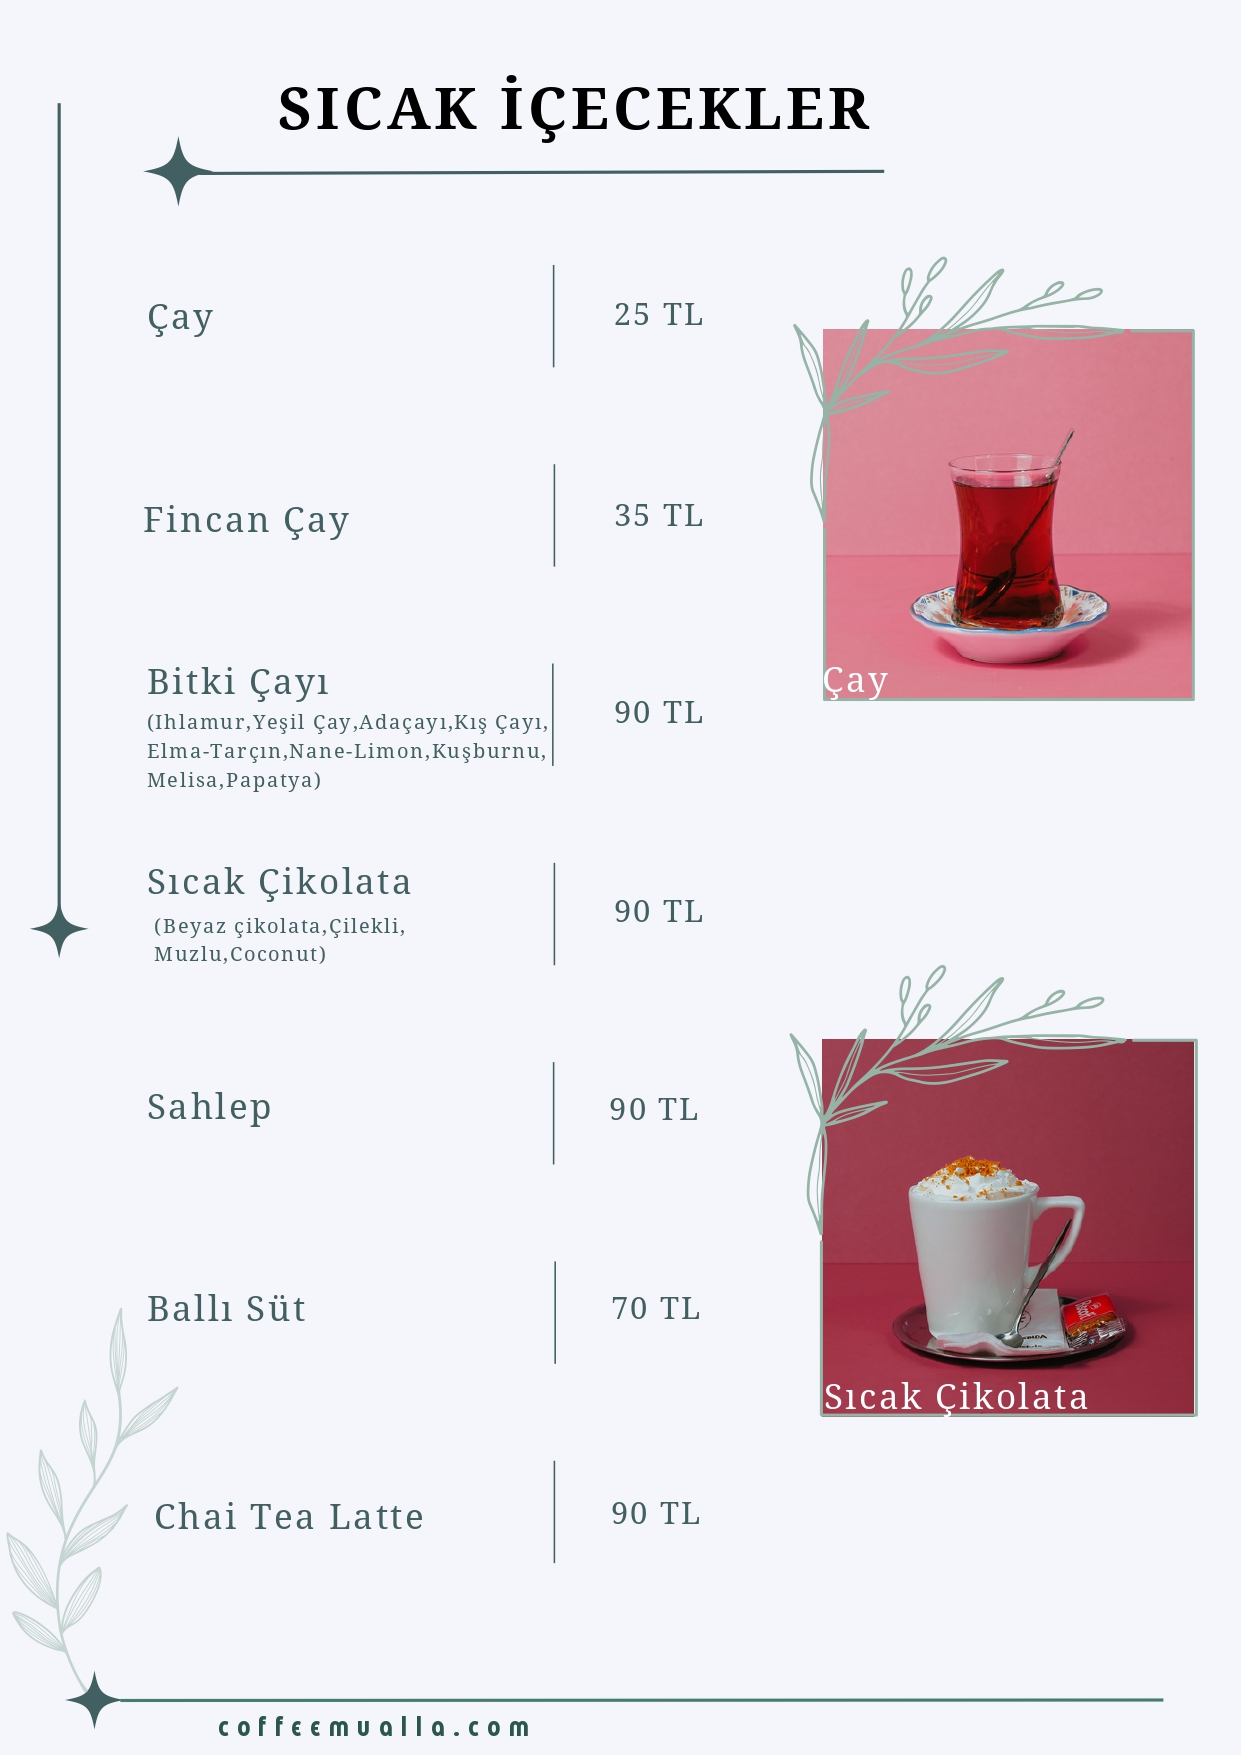 SICAK İÇECEKLER
Çay
25 TL
Fincan Çay
35 TL
Bitki Çayı
(Ihlamur,Yeşil Çay,Adaçayı,Kış Çayı,
Elma-Tarçın,Nane-Limon,Kuşburnu,
Melisa,Papatya)
90 TL
Çay
Sıcak Çikolata
(Beyaz çikolata,Çilekli,
Muzlu,Coconut)
90 TL
Sahlep
90 TL
Ballı Süt
70 TL
Sıcak Çikolata
Chai Tea Latte
90 TL
coffeemualla.com